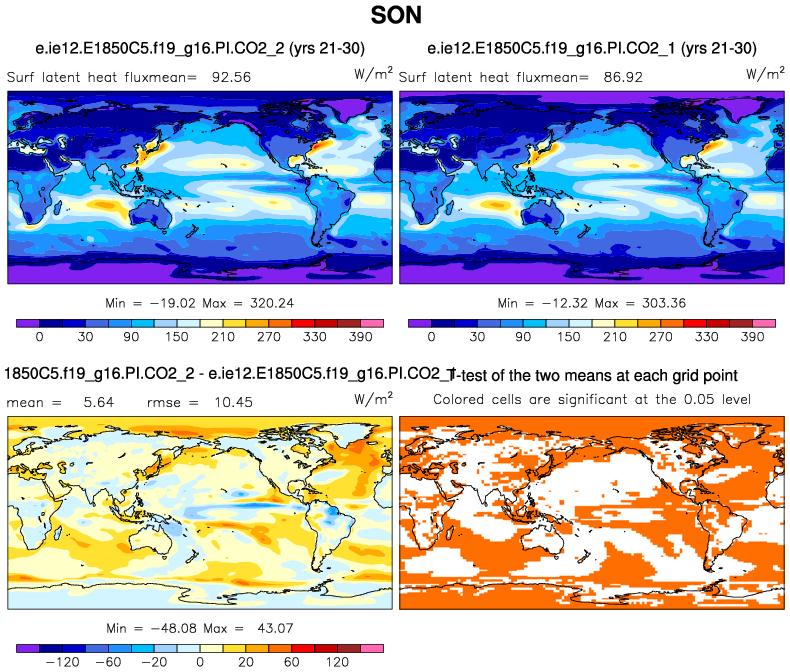 SON
e.ie12.E1850C5.f19_g16.PI.CO2_2 (yrs 21-30)
e.ie12.E1850C5.f19_g16.PI.CO2_1 (yrs 21-30)
Surf latent heat fluxmean= 92.56 W/m²
Surf latent heat fluxmean= 86.92 W/m²
Min = -19.02 Max = 320.24
Min = -12.32 Max = 303.36
0 30 90 150 210 270 330 390
0 30 90 150 210 270 330 390
1850C5.f19_g16.PI.CO2_2 - e.ie12.E1850C5.f19_g16.PI.CO2_1
T-test of the two means at each grid point
mean = 5.64 rmse = 10.45 W/m²
Colored cells are significant at the 0.05 level
Min = -48.08 Max = 43.07
-120 -60 -20 0 20 60 120